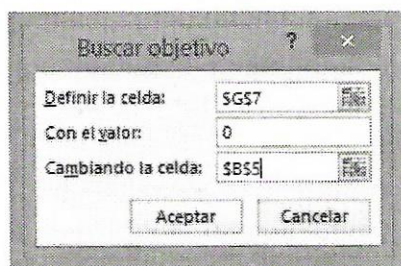 Buscar objetivo ? ×
Definir la celda: $G$7
Con el valor: 0
Cambiando la celda: $B$5
Aceptar Cancelar